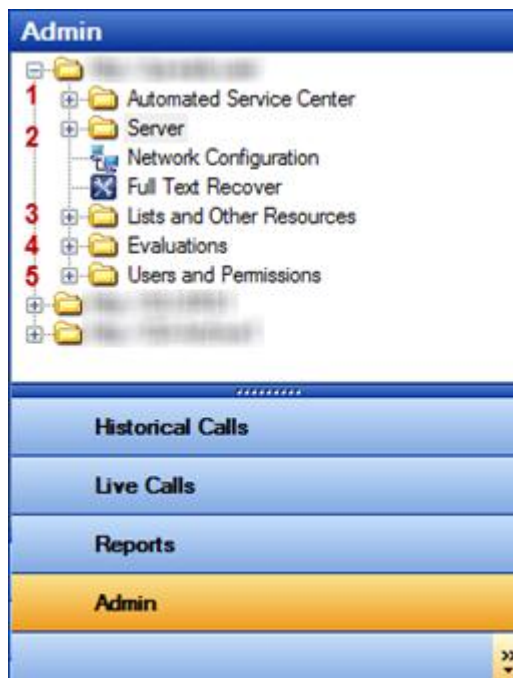 Admin
1 Automated Service Center
2 Server
Network Configuration
Full Text Recover
3 Lists and Other Resources
4 Evaluations
5 Users and Permissions
Historical Calls
Live Calls
Reports
Admin